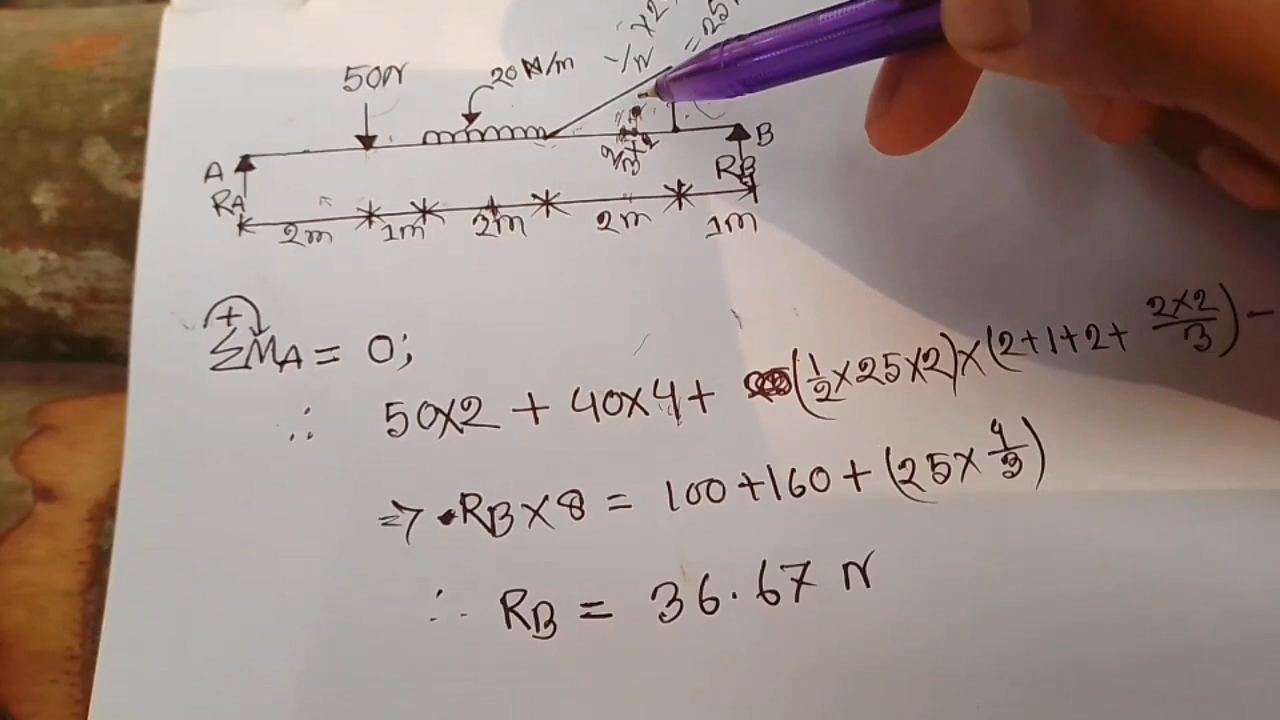 50N
20 N/m
A
B
RA
RB
2m 1m 2m 2m 1m
ΣMA = 0;
∴ 50×2 + 40×4 + (1/2×25×2)×(2+1+2+ 2×2/3) -
⇒ RB×8 = 100+160+(25×4/3)
∴ RB = 36.67 N